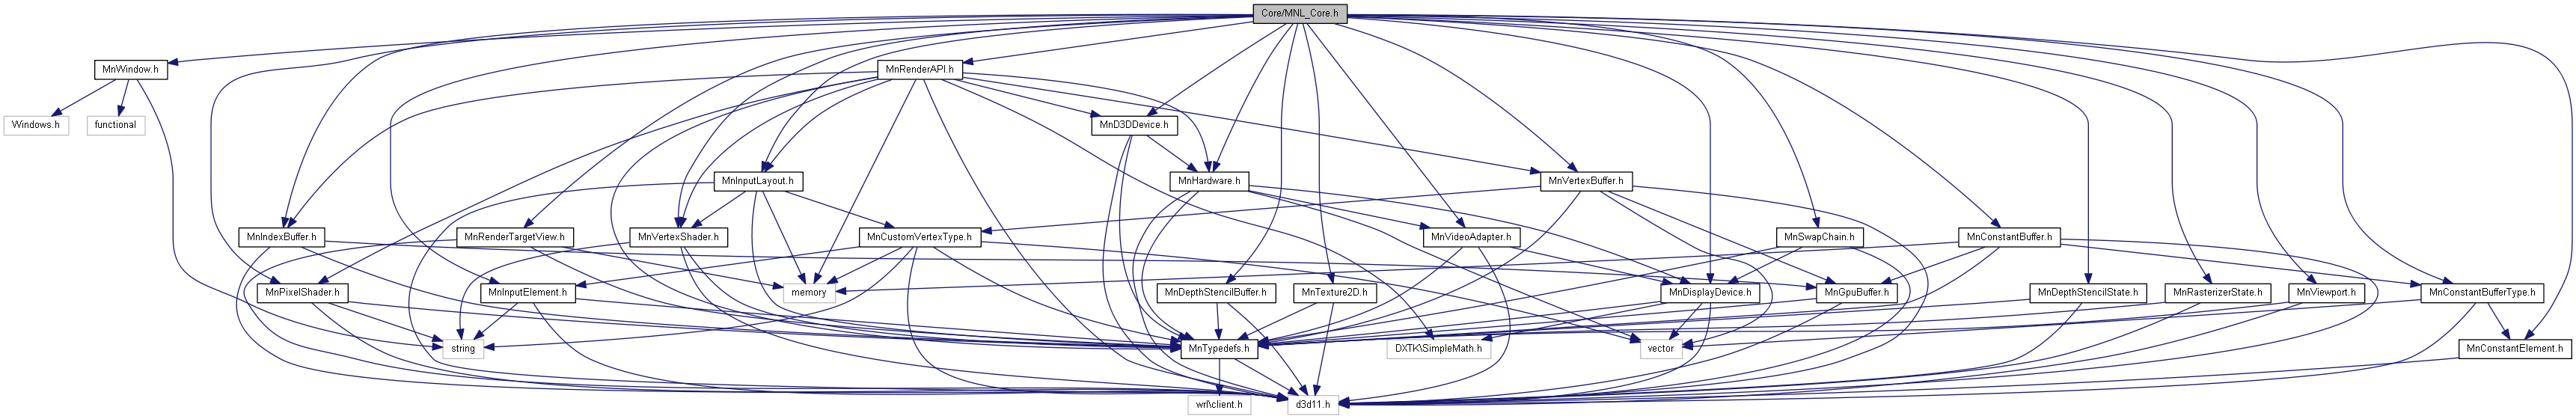 Core/MNL_Core.h
MnWindow.h
MnRenderAPI.h
Windows.h
functional
MnD3DDevice.h
MnInputLayout.h
MnHardware.h
MnVertexBuffer.h
MnIndexBuffer.h
MnRenderTargetView.h
MnVertexShader.h
MnCustomVertexType.h
MnVideoAdapter.h
MnSwapChain.h
MnConstantBuffer.h
MnPixelShader.h
MnInputElement.h
memory
MnDepthStencilBuffer.h
MnTexture2D.h
MnDisplayDevice.h
MnGpuBuffer.h
MnDepthStencilState.h
MnRasterizerState.h
MnViewport.h
MnConstantBufferType.h
string
MnTypedefs.h
DXTK\SimpleMath.h
vector
MnConstantElement.h
wrl\client.h
d3d11.h